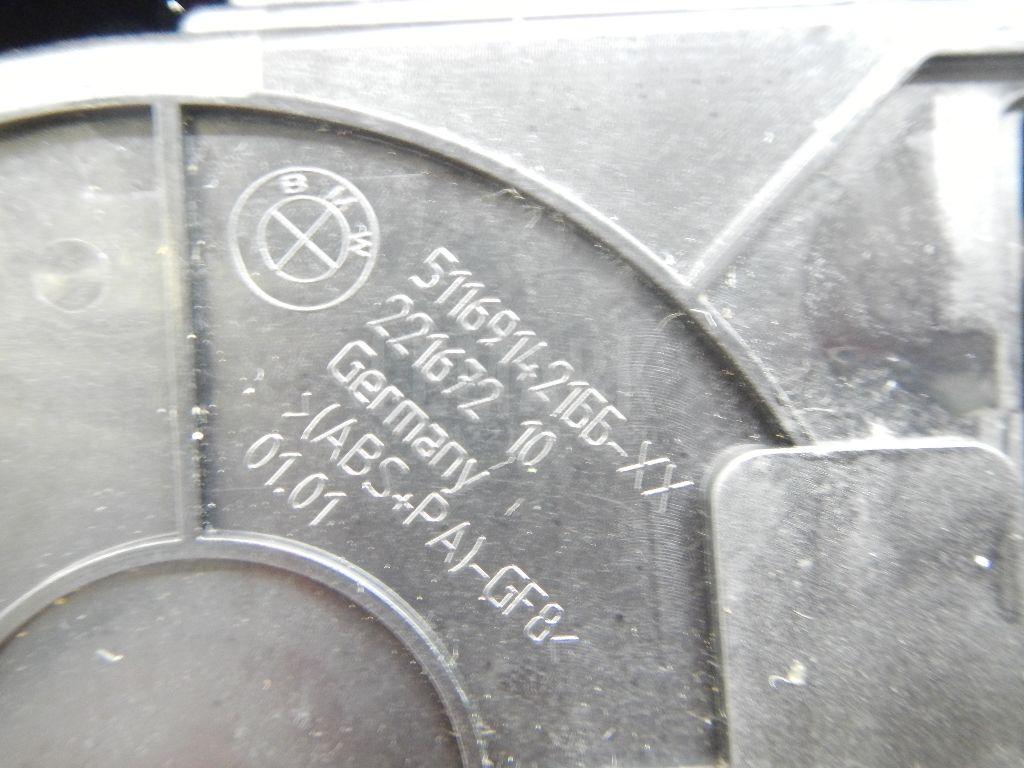 BMW
51169142166-XX
221672 10
Germany
>(ABS+PA)-GF8<
01.01